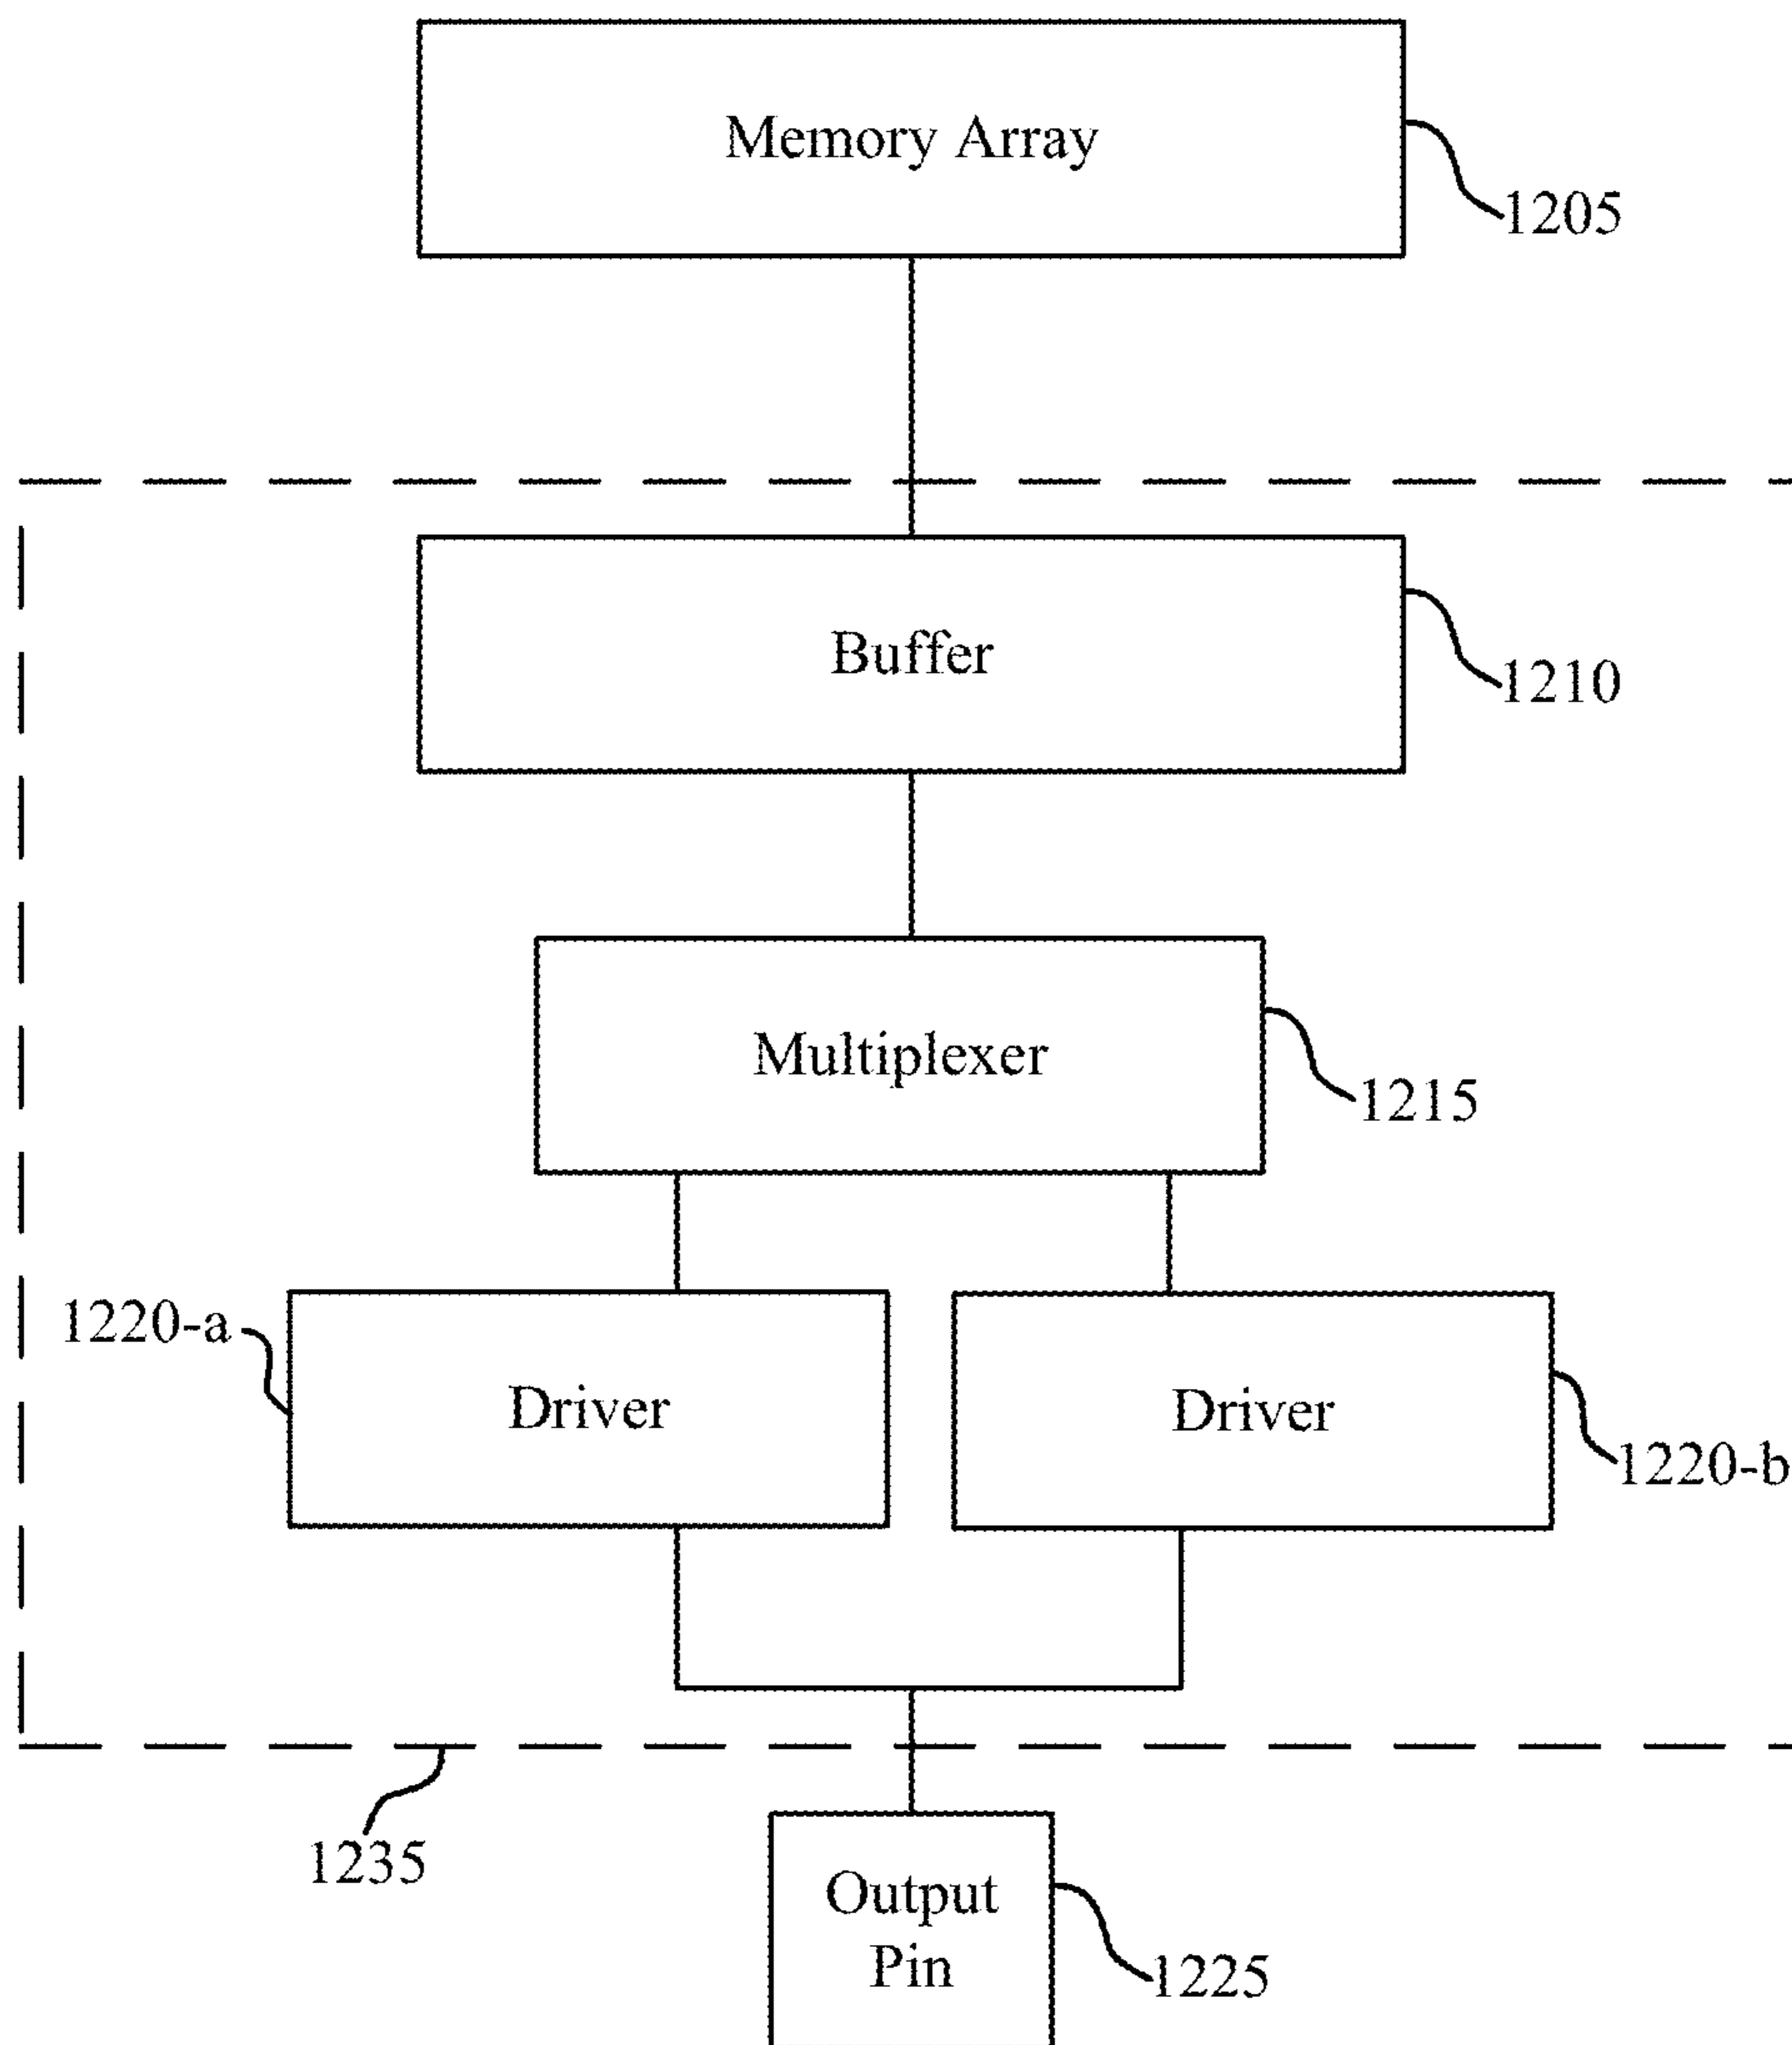 Memory Array
1205
Buffer
1210
Multiplexer
1215
1220-a
Driver
Driver
1220-b
1235
Output
Pin
1225